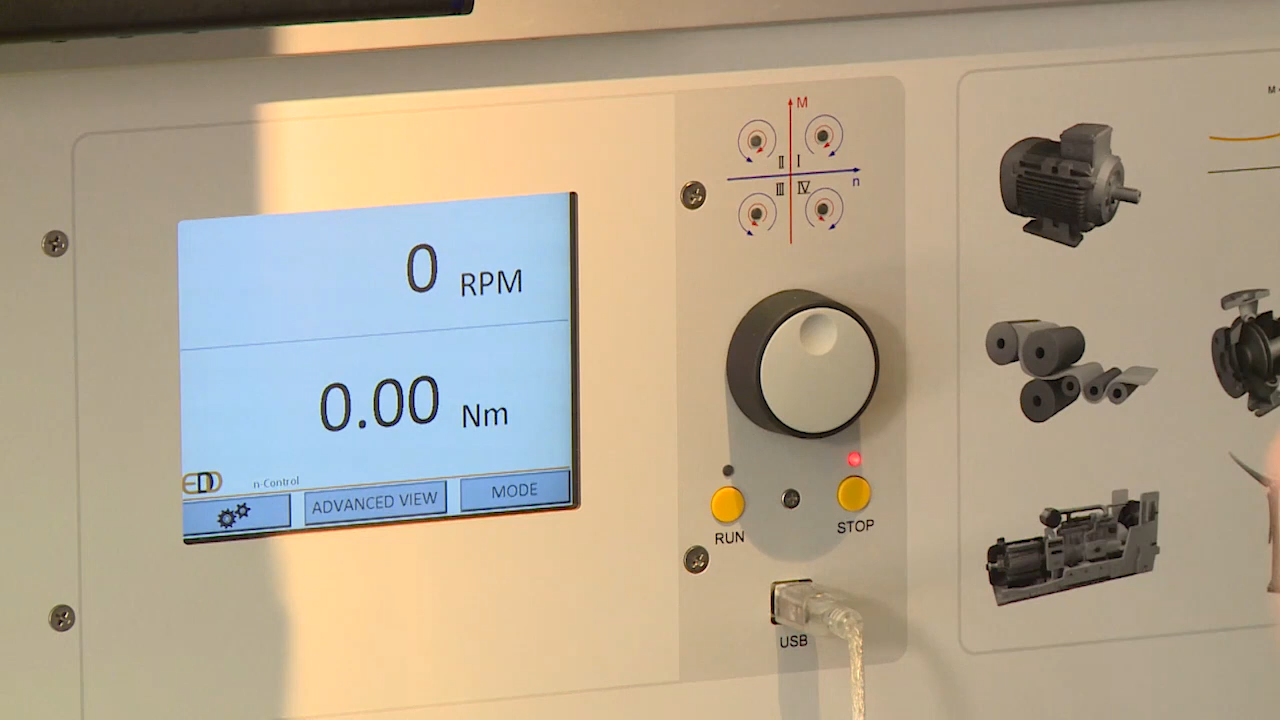 M
II I
n
III IV
0 RPM
0.00 Nm
n-Control
ADVANCED VIEW
MODE
RUN
STOP
USB
M